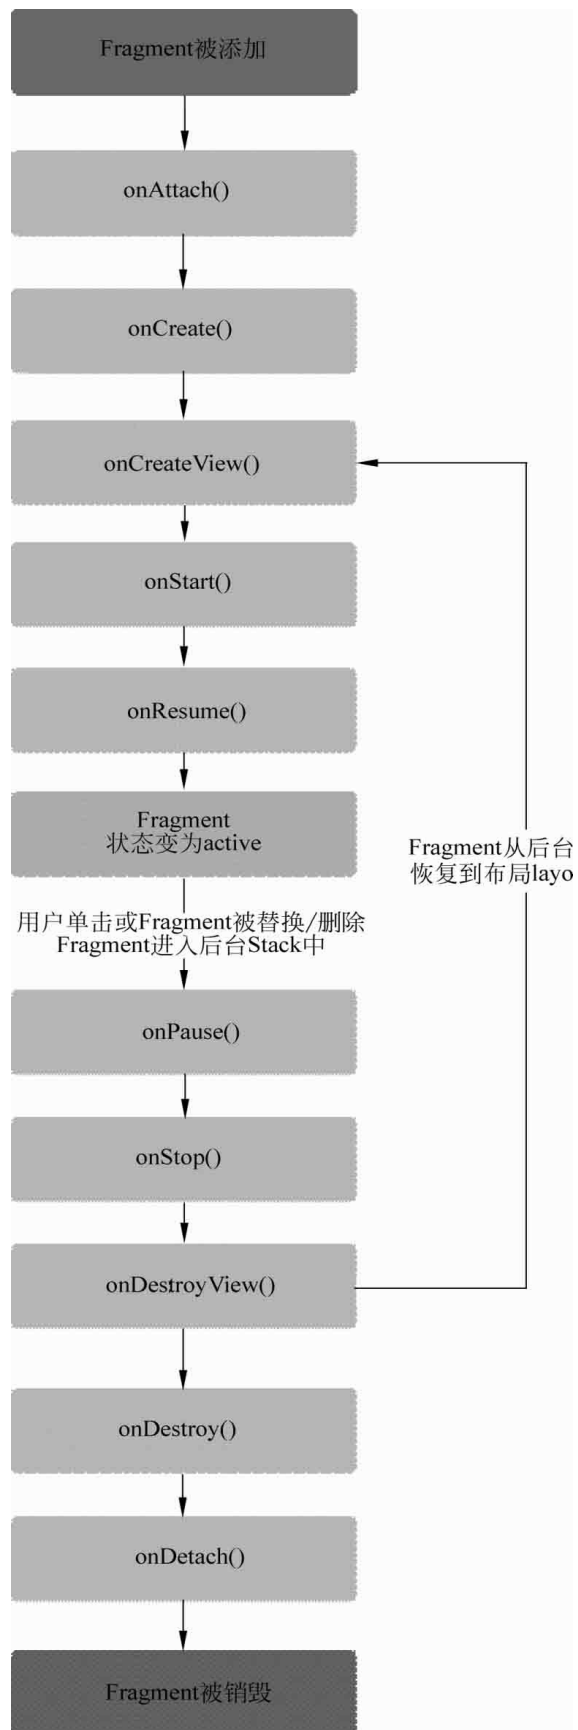 Fragment被添加
onAttach()
onCreate()
onCreateView()
onStart()
onResume()
Fragment
状态变为active
Fragment从后台
恢复到布局layo
用户单击或Fragment被替换/删除
Fragment进入后台Stack中
onPause()
onStop()
onDestroyView()
onDestroy()
onDetach()
Fragment被销毁